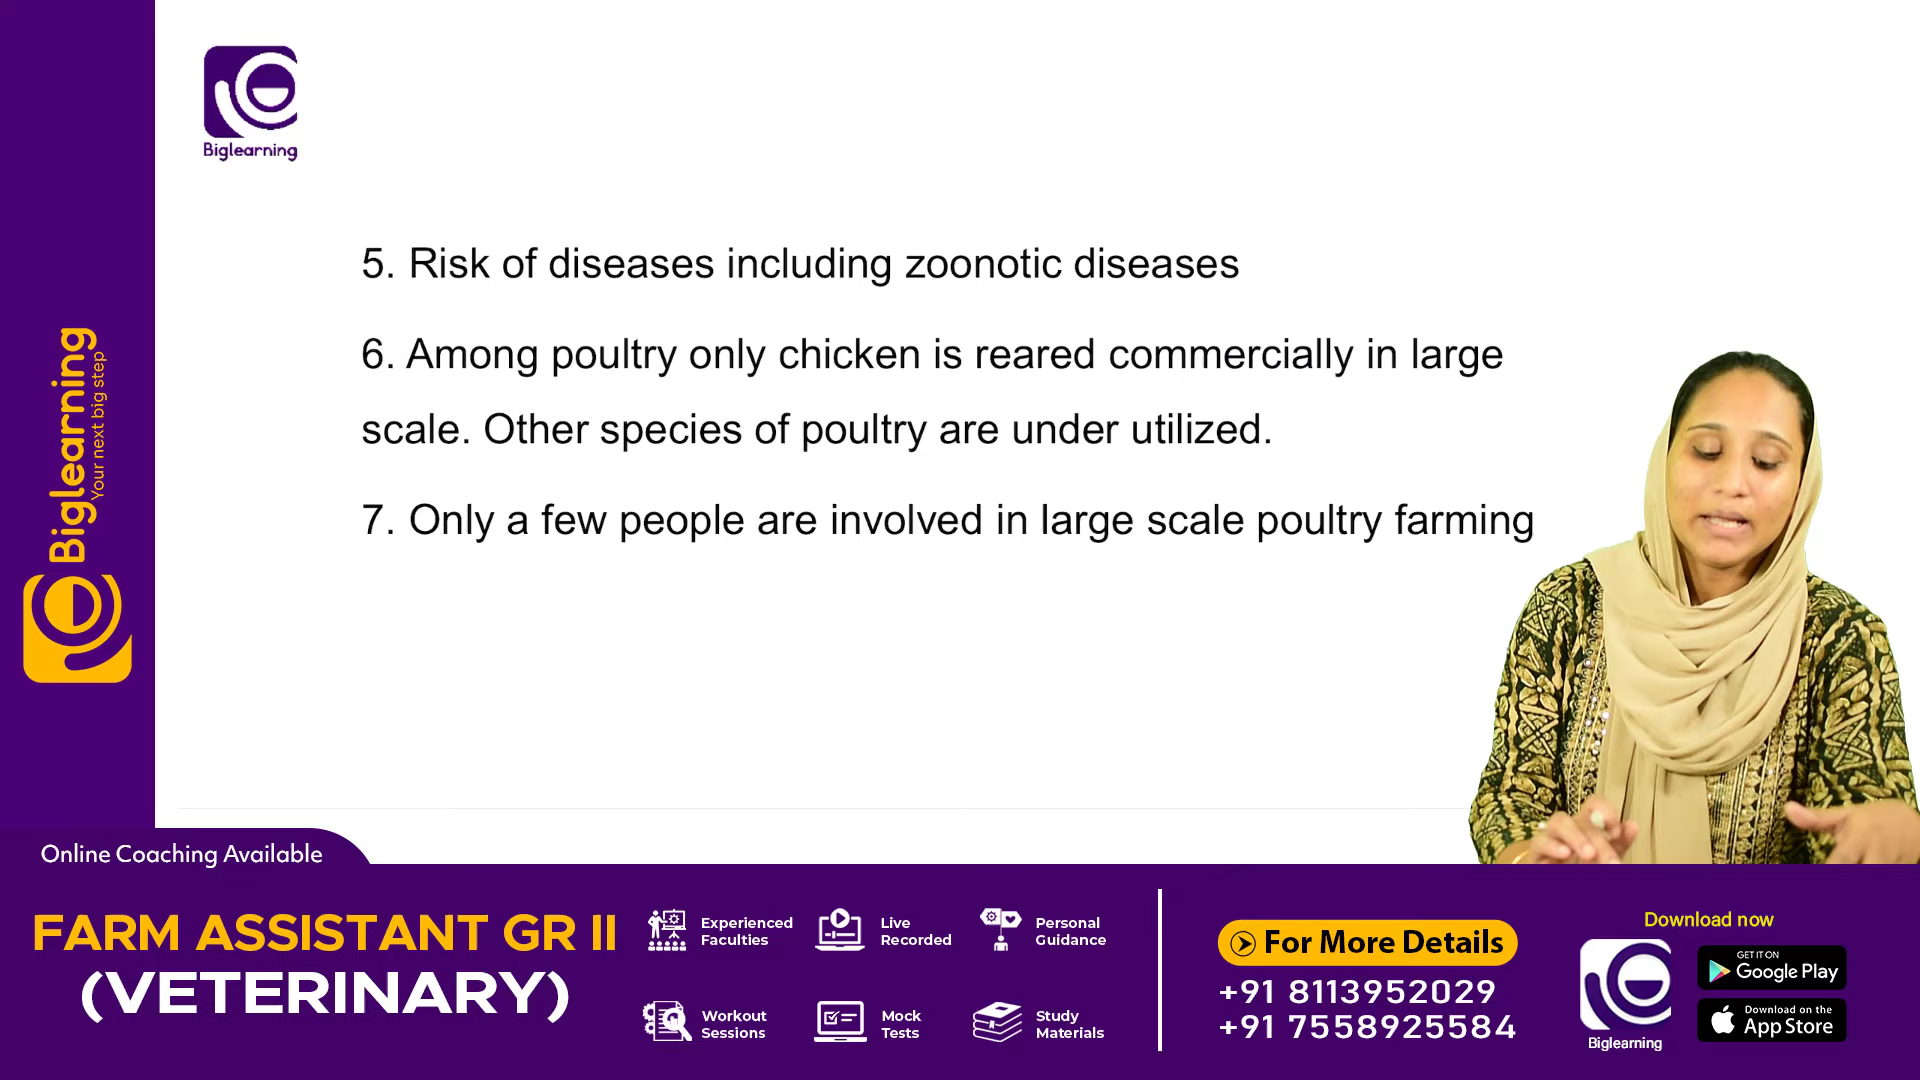 Biglearning
5. Risk of diseases including zoonotic diseases
6. Among poultry only chicken is reared commercially in large
scale. Other species of poultry are under utilized.
7. Only a few people are involved in large scale poultry farming
Biglearning
Your next big step
Online Coaching Available
FARM ASSISTANT GR II
(VETERINARY)
Experienced
Faculties
Live
Recorded
Personal
Guidance
Workout
Sessions
Mock
Tests
Study
Materials
For More Details
+91 8113952029
+91 7558925584
Download now
Biglearning
GET IT ON
Google Play
Download on the
App Store